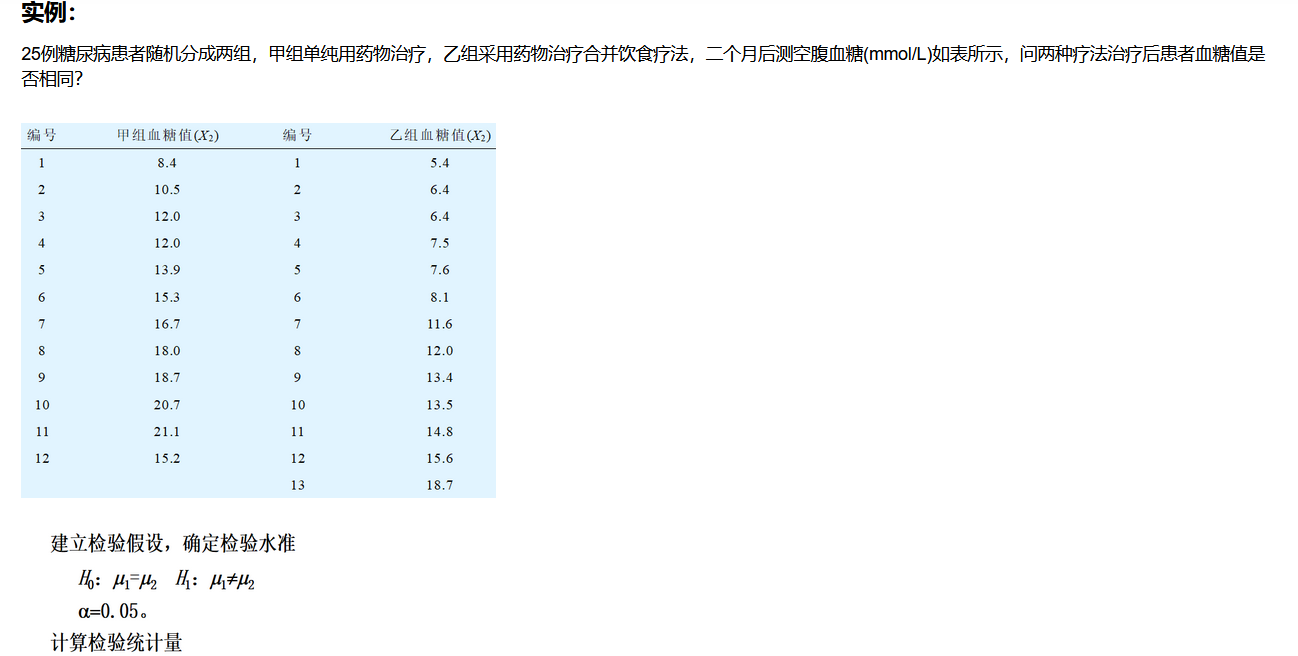 实例：
25例糖尿病患者随机分成两组，甲组单纯用药物治疗，乙组采用药物治疗合并饮食疗法，二个月后测空腹血糖(mmol/L)如表所示，问两种疗法治疗后患者血糖值是
否相同？
编号 甲组血糖值(X₂) 编号 乙组血糖值(X₂)
1 8.4 1 5.4
2 10.5 2 6.4
3 12.0 3 6.4
4 12.0 4 7.5
5 13.9 5 7.6
6 15.3 6 8.1
7 16.7 7 11.6
8 18.0 8 12.0
9 18.7 9 13.4
10 20.7 10 13.5
11 21.1 11 14.8
12 15.2 12 15.6
13 18.7
建立检验假设，确定检验水准
H₀：μ₁=μ₂ H₁：μ₁≠μ₂
α=0.05。
计算检验统计量